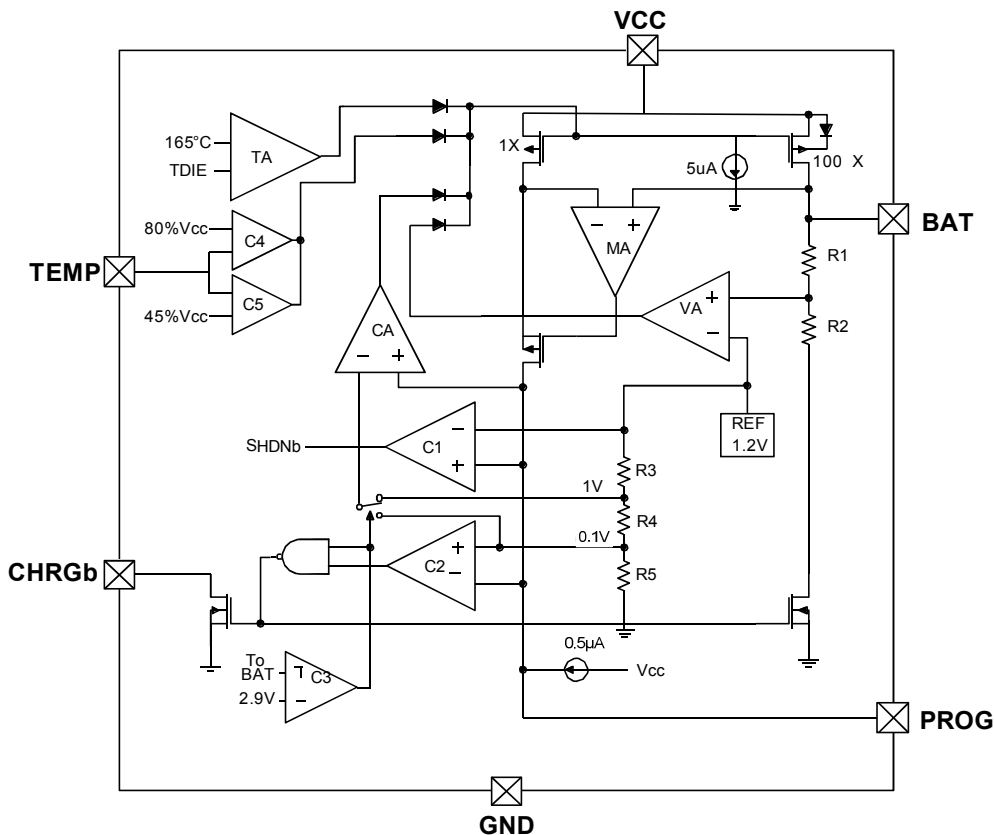 VCC
165°C
TDIE
TA
1X
5uA
100 X
80%Vcc
C4
− +
MA
BAT
TEMP
R1
C5
45%Vcc
VA
+
−
R2
CA
− +
REF
1.2V
SHDNb
C1
−
+
R3
1V
R4
0.1V
C2
+
−
R5
CHRGb
0.5µA
Vcc
To
BAT
2.9V
C3
−
PROG
GND